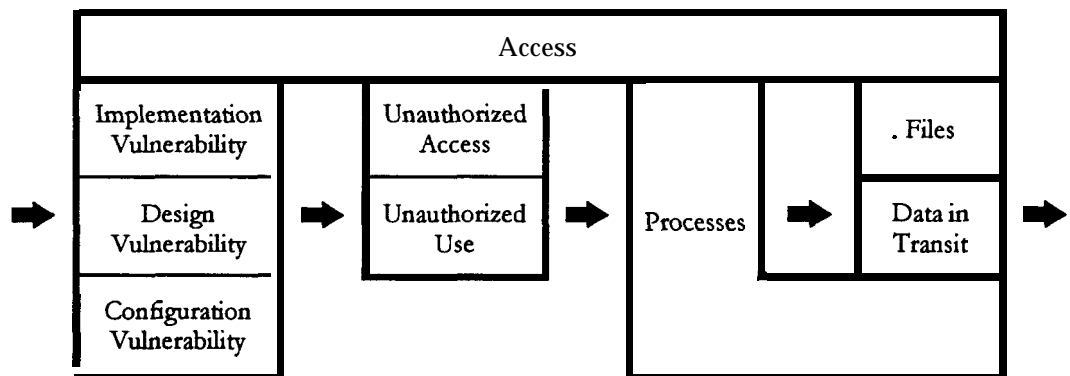 Access
Implementation
Vulnerability
Design
Vulnerability
Configuration
Vulnerability
Unauthorized
Access
Unauthorized
Use
Processes
. Files
Data in
Transit